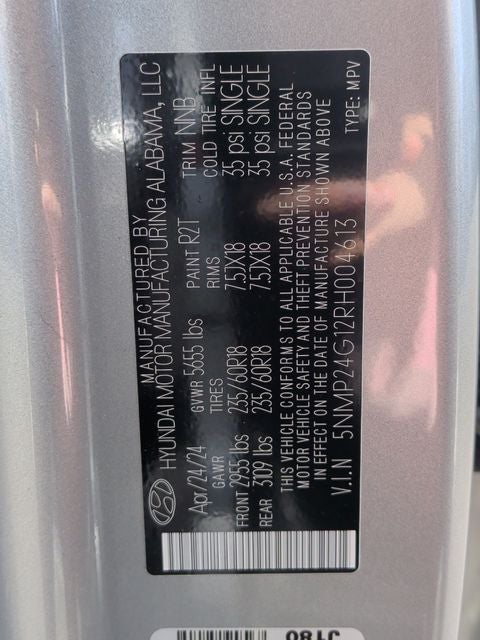 MANUFACTURED BY
HYUNDAI MOTOR MANUFACTURING ALABAMA, LLC
Apr/24/24 GVWR 5655 lbs PAINT R2T TRIM NNB
GAWR TIRES RIMS COLD TIRE INFL
FRONT 2955 lbs 235/60R18 7.5JX18 35 psi SINGLE
REAR 3109 lbs 235/60R18 7.5JX18 35 psi SINGLE
THIS VEHICLE CONFORMS TO ALL APPLICABLE U.S.A. FEDERAL
MOTOR VEHICLE SAFETY AND THEFT PREVENTION STANDARDS
IN EFFECT ON THE DATE OF MANUFACTURE SHOWN ABOVE
V.I.N 5NMP24G12RH004613 TYPE: MPV
J180